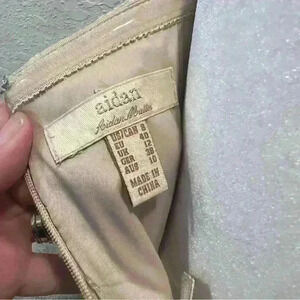 aidan
Aidan Mattox
US/CAN 8
EU 40
UK 12
GER 38
AUS 10
MADE IN
CHINA